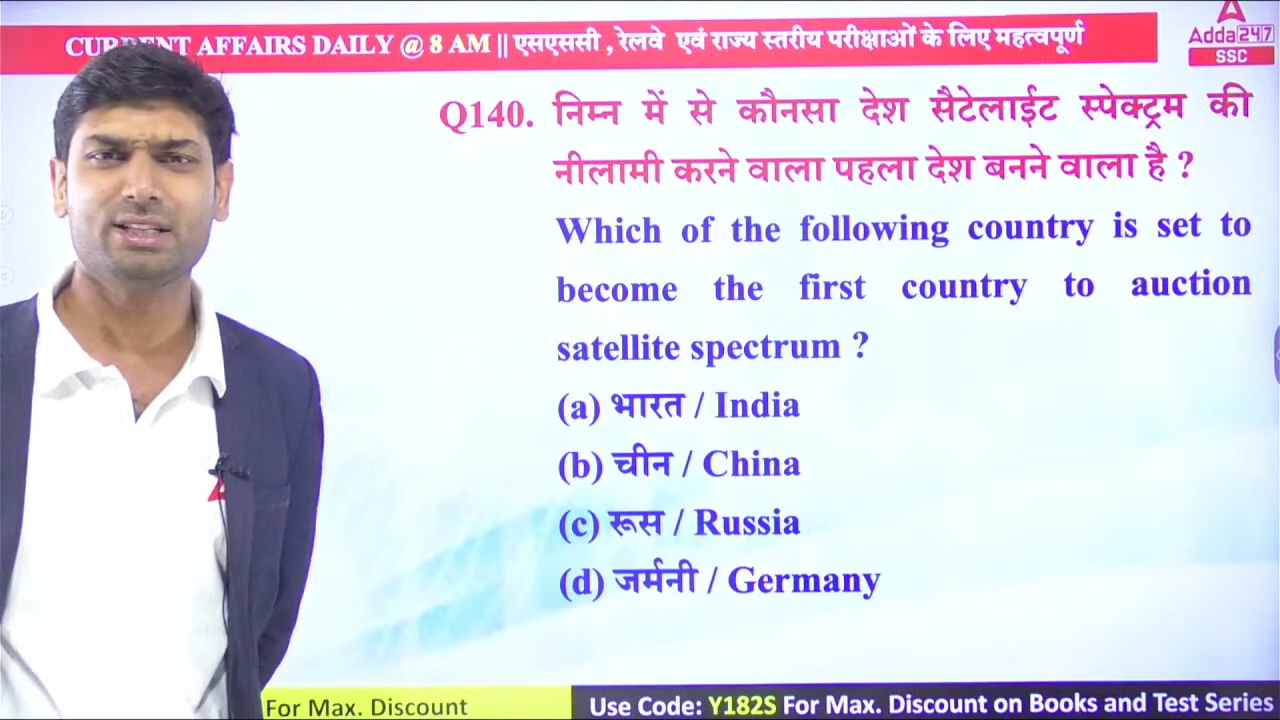 CURRENT AFFAIRS DAILY @ 8 AM || एसएससी , रेलवे एवं राज्य स्तरीय परीक्षाओं के लिए महत्वपूर्ण
Adda247
SSC
Q140. निम्न में से कौनसा देश सैटेलाईट स्पेक्ट्रम की
नीलामी करने वाला पहला देश बनने वाला है ?
Which of the following country is set to
become the first country to auction
satellite spectrum ?
(a) भारत / India
(b) चीन / China
(c) रूस / Russia
(d) जर्मनी / Germany
For Max. Discount
Use Code: Y182S For Max. Discount on Books and Test Series